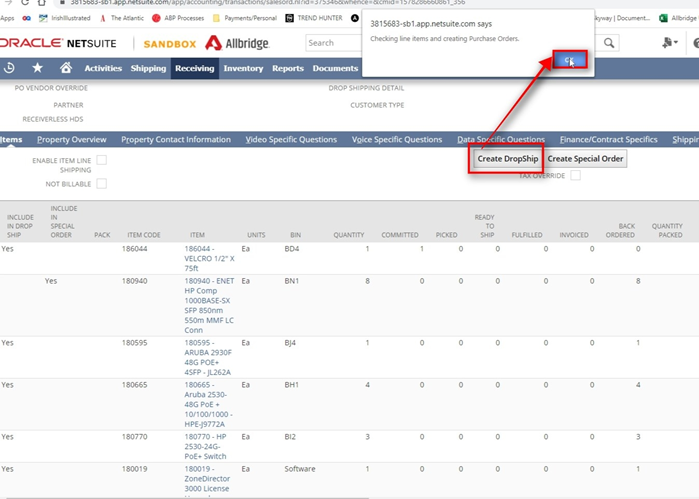 3815683-sb1.app.netsuite.com/app/accounting/transactions/salesord.nl?id=375346&whence=&cmid=1578286660861_356
on
IrishIllustrated
The Atlantic
ABP Processes
Payments/Personal
TREND HUNTER
kyway | Document...
Allbridge
3815683-sb1.app.netsuite.com says
Checking line items and creating Purchase Orders.
ORACLE NETSUITE
SANDBOX
Allbridge.
Search
Activities
Shipping
Receiving
Inventory
Reports
Documents
PO VENDOR OVERRIDE
DROP SHIPPING DETAIL
PARTNER
CUSTOMER TYPE
RECEIVERLESS HDS
Items
Property Overview
Property Contact Information
Video Specific Questions
Voice Specific Questions
Data Specific Questions
Finance/Contract Specifics
Shippin
Create DropShip
Create Special Order
ENABLE ITEM LINE
SHIPPING
NOT BILLABLE
TAX OVERRIDE
INCLUDE
IN DROP
SHIP
INCLUDE
IN
SPECIAL
ORDER
PACK
ITEM CODE
ITEM
UNITS
BIN
QUANTITY
COMMITTED
PICKED
READY
TO
SHIP
FULFILLED
INVOICED
BACK
ORDERED
QUANTITY
PACKED
Yes 186044 186044 - Ea BD4 1 1 0 0 0 0 0
VELCRO 1/2" X
75ft
Yes 180940 180940 - ENET Ea BN1 8 0 0 0 0 0 8
HP Comp
1000BASE-SX
SFP 850nm
550m MMF LC
Conn
Yes 180595 180595 - Ea BJ4 1 0 0 0 0 0 1
ARUBA 2930F
48G POE+
4SFP - JL262A
Yes 180665 180665 - Ea BH1 4 0 0 0 0 0 4
Aruba 2530-
48G PoE +
10/100/1000 -
HPE-J9772A
Yes 180770 180770 - HP Ea BI2 3 0 0 0 0 0 3
2530-24G-
PoE+ Switch
Yes 180019 180019 - Ea Software 1 0 0 0 0 0 1
ZoneDirector
3000 License